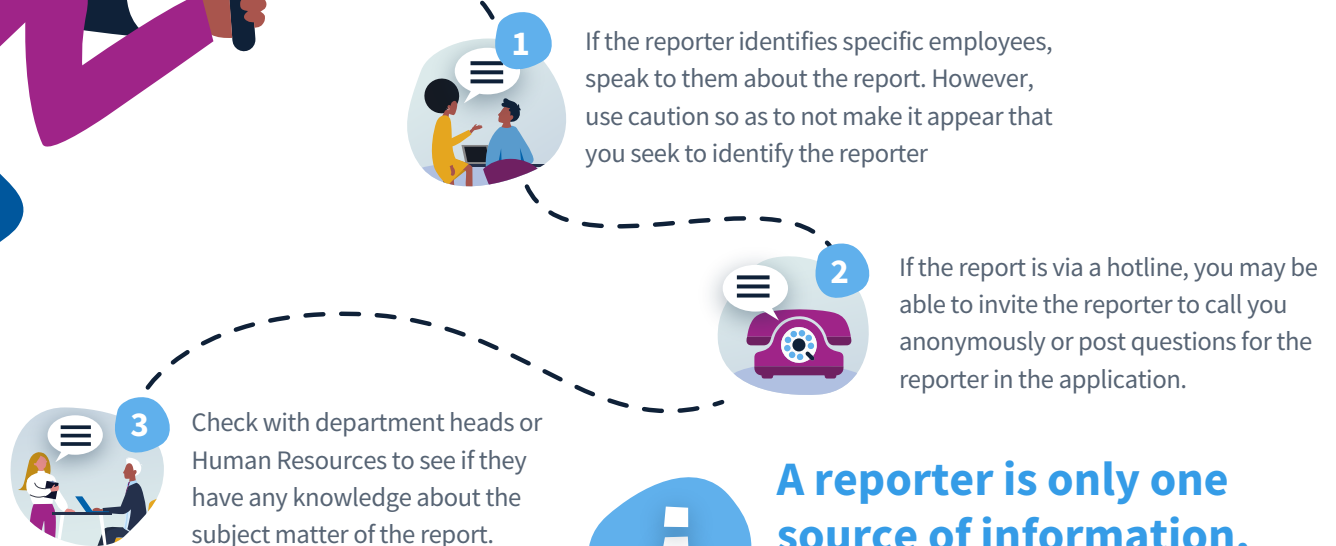 1
If the reporter identifies specific employees,
speak to them about the report. However,
use caution so as to not make it appear that
you seek to identify the reporter
2
If the report is via a hotline, you may be
able to invite the reporter to call you
anonymously or post questions for the
reporter in the application.
3
Check with department heads or
Human Resources to see if they
have any knowledge about the
subject matter of the report.
A reporter is only one
source of information.